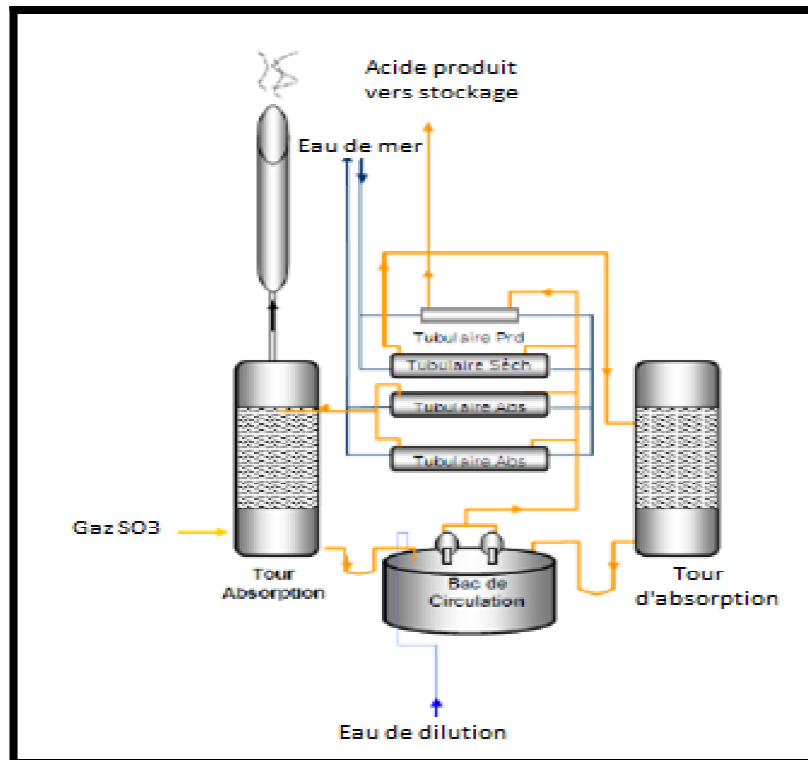 Acide produit
vers stockage
Eau de mer
Tubulaire Prd
Tubulaire Sèch
Tubulaire Abs
Tubulaire Abs
Gaz SO3
Tour
Absorption
Bac de
Circulation
Tour
d'absorption
Eau de dilution